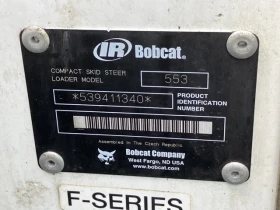 IR Bobcat.
COMPACT SKID STEER
LOADER MODEL 553
*539411340* PRODUCT
IDENTIFICATION
NUMBER
Assembled in The Czech Republic
Bobcat Company
West Fargo, ND USA
www.bobcat.com
F-SERIES